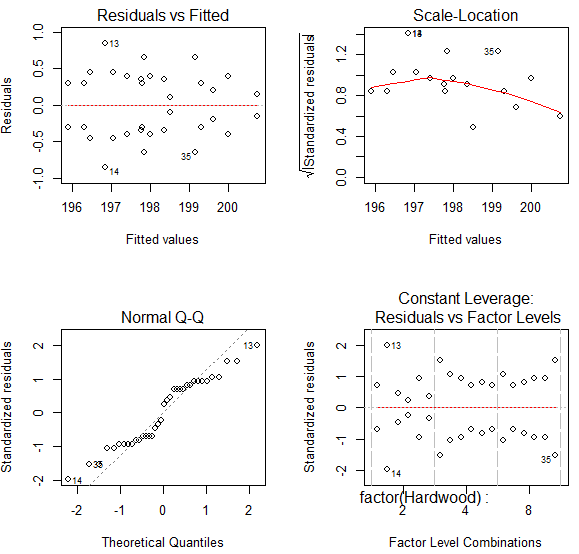 Residuals vs Fitted
Residuals
1.0
0.5
0.0
-0.5
-1.0
13
14
35
196 197 198 199 200
Fitted values
Scale-Location
√|Standardized residuals|
1.2
0.8
0.4
0.0
35
196 197 198 199 200
Fitted values
Normal Q-Q
Standardized residuals
2
1
0
-1
-2
13
14
-2 -1 0 1 2
Theoretical Quantiles
Constant Leverage:
Residuals vs Factor Levels
Standardized residuals
2
1
0
-1
-2
13
14
35
factor(Hardwood) :
2 4 8
Factor Level Combinations